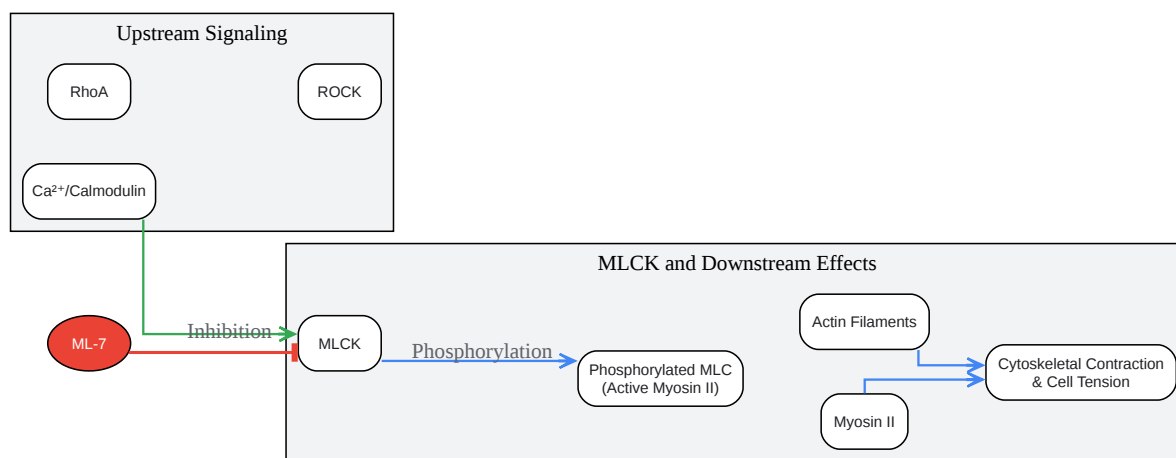 Upstream Signaling
RhoA
ROCK
Ca²⁺/Calmodulin
MLCK and Downstream Effects
Actin Filaments
ML-7
Inhibition
MLCK
Phosphorylation
Phosphorylated MLC
(Active Myosin II)
Cytoskeletal Contraction
& Cell Tension
Myosin II